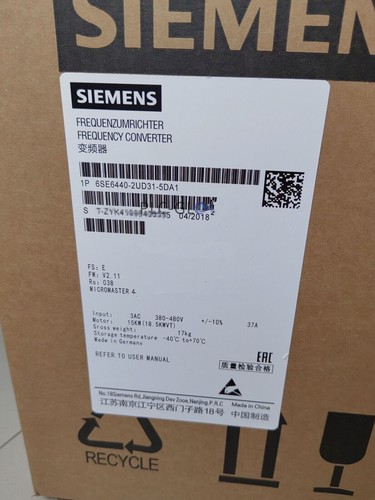 SIEMENS
SIEMENS
FREQUENZUMRICHTER
FREQUENCY CONVERTER
变频器
1P 6SE6440-2UD31-5DA1
S T-ZYK4 04/2018
FS: E
FW: V2.11
Rs: 038
MICROMASTER 4
Input: 3AC 380-480V +/-10% 37A
Motor: 15KW(18.5KWVT)
Gross weight: 17kg
Storage temperature -40°C to+70°C
Made in Germany
REFER TO USER MANUAL
EAC
质量检验合格
No.18Siemens Rd,Jiangning Dev Zone,Nanjing,P.R.C Made in China
江苏南京江宁区西门子路18号 中国制造
RECYCLE